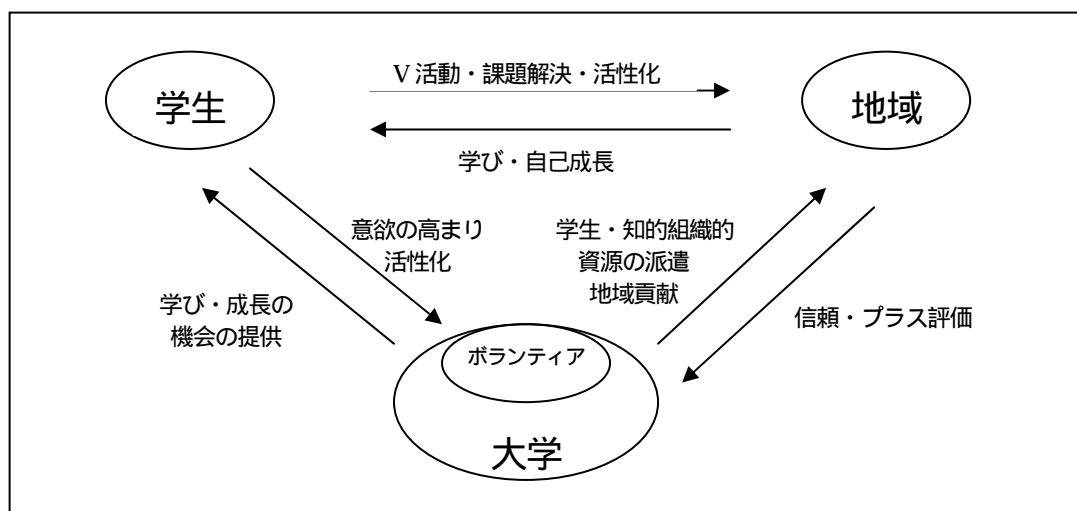 V 活動・課題解決・活性化
学生
地域
学び・自己成長
意欲の高まり
活性化
学生・知的組織的
資源の派遣
地域貢献
学び・成長の
機会の提供
信頼・プラス評価
ボランティア
大学